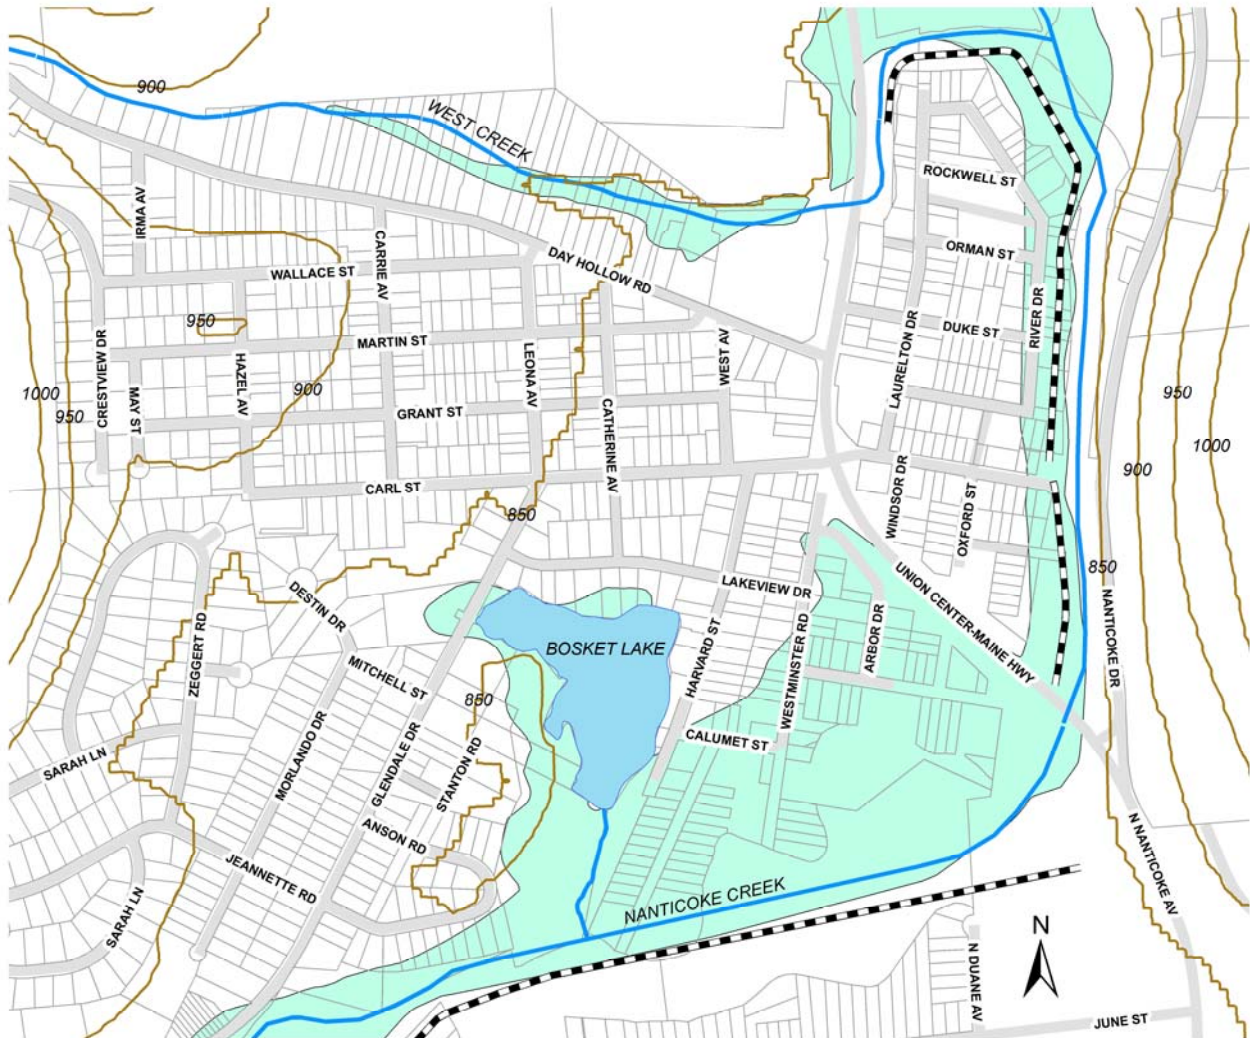 900
WEST CREEK
IRMA AV
ROCKWELL ST
CARRIE AV
ORMAN ST
DAY HOLLOW RD
WALLACE ST
RIVER DR
950
DUKE ST
MARTIN ST
LAURELTON DR
CRESTVIEW DR
WEST AV
LEONA AV
HAZEL AV
MAY ST
900
1000
950
950
GRANT ST
CATHERINE AV
1000
900
CARL ST
WINDSOR DR
OXFORD ST
850
850
UNION CENTER-MAINE HWY
LAKEVIEW DR
DESTIN DR
N NANTICOKE DR
ARBOR DR
BOSKET LAKE
ZEGGERT RD
HARVARD ST
WESTMINSTER RD
MITCHELL ST
850
CALUMET ST
SARAH LN
MORLANDO DR
GLENDALE DR
STANTON RD
ANSON RD
N NANTICOKE AV
JEANNETTE RD
NANTICOKE CREEK
SARAH LN
N
N DUANE AV
JUNE ST